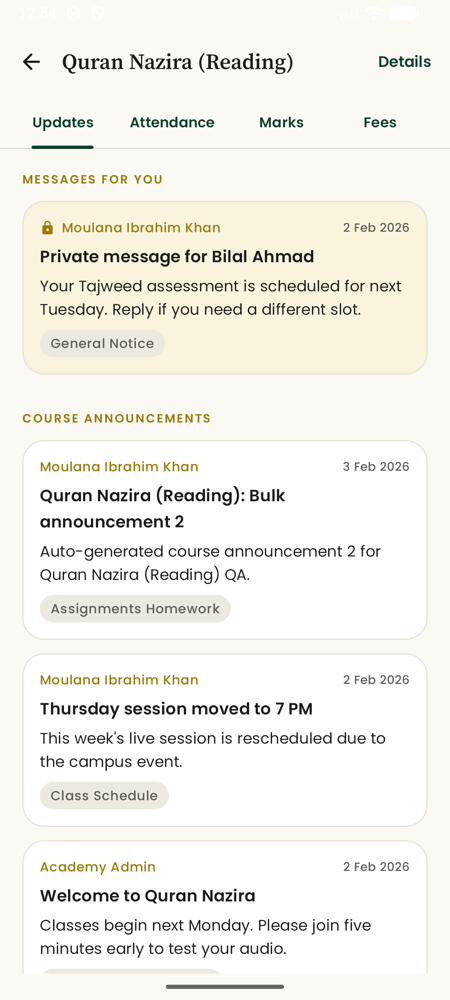 12:54
Quran Nazira (Reading)
Details
Updates
Attendance
Marks
Fees
MESSAGES FOR YOU
Moulana Ibrahim Khan
2 Feb 2026
Private message for Bilal Ahmad
Your Tajweed assessment is scheduled for next
Tuesday. Reply if you need a different slot.
General Notice
COURSE ANNOUNCEMENTS
Moulana Ibrahim Khan
3 Feb 2026
Quran Nazira (Reading): Bulk
announcement 2
Auto-generated course announcement 2 for
Quran Nazira (Reading) QA.
Assignments Homework
Moulana Ibrahim Khan
2 Feb 2026
Thursday session moved to 7 PM
This week's live session is rescheduled due to
the campus event.
Class Schedule
Academy Admin
2 Feb 2026
Welcome to Quran Nazira
Classes begin next Monday. Please join five
minutes early to test your audio.